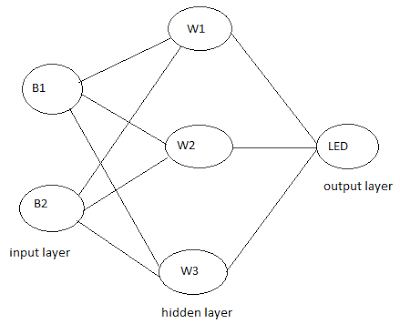 W1
B1
W2
LED
output layer
B2
input layer
W3
hidden layer